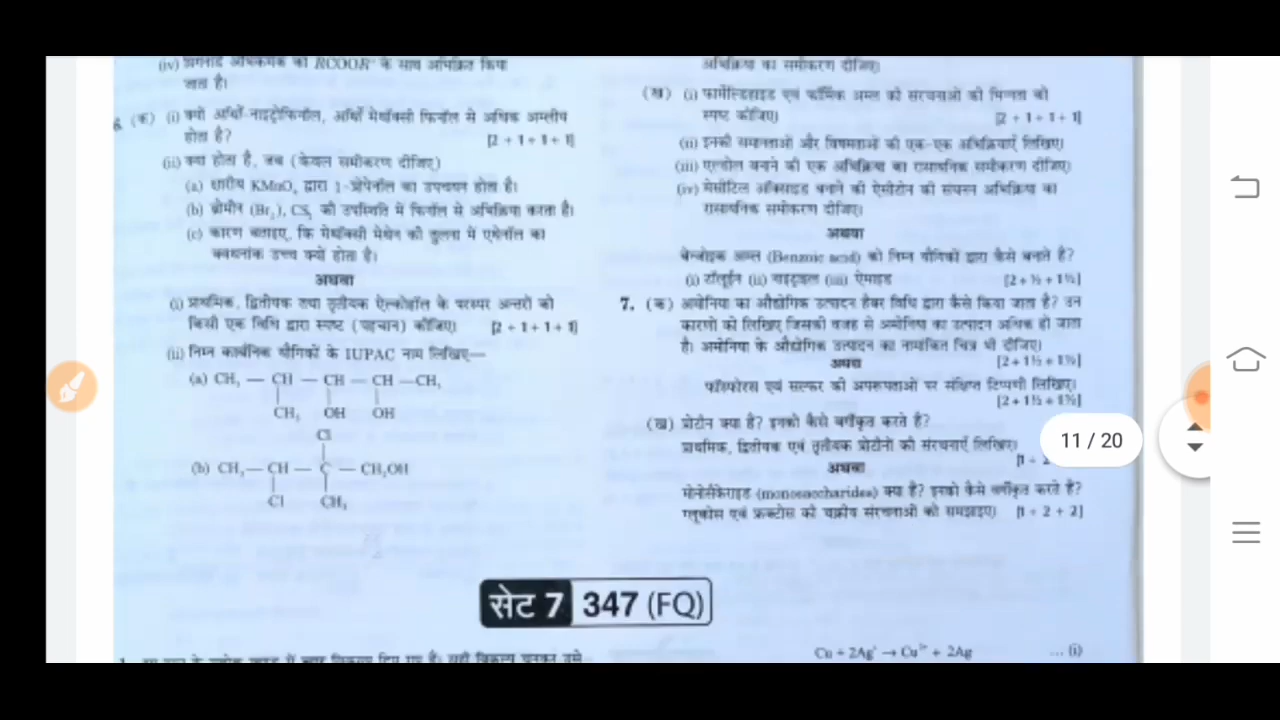 (iv) ग्रिगनार्ड अभिकर्मक को RCOOR' के साथ अभिक्रित किया
जाता है।
(क) (i) क्यों ऑर्थो-नाइट्रोफिनॉल, ऑर्थो मेथॉक्सी फिनॉल से अधिक अम्लीय
होता है? [2 + 1 + 1 + 1]
(ii) क्या होता है, जब (केवल समीकरण दीजिए)
(a) क्षारीय KMnO₄ द्वारा 1-प्रोपेनॉल का उपचयन होता है।
(b) ब्रोमीन (Br₂), CS₂ की उपस्थिति में फिनॉल से अभिक्रिया करता है।
(c) कारण बताइए, कि मेथॉक्सी मेथेन की तुलना में एथेनॉल का
क्वथनांक उच्च क्यों होता है।
अथवा
(i) प्राथमिक, द्वितीयक तथा तृतीयक ऐल्कोहॉल के परस्पर अन्तरों को
किसी एक विधि द्वारा स्पष्ट (पहचान) कीजिए। [2 + 1 + 1 + 1]
(ii) निम्न कार्बनिक यौगिकों के IUPAC नाम लिखिए—
(a) CH₃ — CH — CH — CH —CH₃
CH₃ OH OH
Cl
(b) CH₃— CH — C — CH₂OH
Cl CH₃
अभिक्रिया का समीकरण दीजिए।
(ख) (i) फार्मेल्डिहाइड एवं फॉर्मिक अम्ल की संरचनाओं की भिन्नता को
स्पष्ट कीजिए। [2 + 1 + 1 + 1]
(ii) इनकी समानताओं और विषमताओं की एक-एक अभिक्रियाएँ लिखिए।
(iii) एल्डोल बनाने की एक अभिक्रिया का रासायनिक समीकरण दीजिए।
(iv) मेसीटिल ऑक्साइड बनाने की ऐसीटोन की संघनन अभिक्रिया का
रासायनिक समीकरण दीजिए।
अथवा
बेन्जोइक अम्ल (Benzoic acid) को निम्न यौगिकों द्वारा कैसे बनाते हैं?
(i) टॉलूईन (ii) नाइट्राइल (iii) ऐमाइड [2 + ½ + 1½]
7. (क) अमोनिया का औद्योगिक उत्पादन हैबर विधि द्वारा कैसे किया जाता है? उन
कारणों को लिखिए जिसकी वजह से अमोनिया का उत्पादन अधिक हो जाता
है। अमोनिया के औद्योगिक उत्पादन का नामांकित चित्र भी दीजिए।
अथवा [2 + 1½ + 1½]
फॉस्फोरस एवं सल्फर की अपरूपताओं पर संक्षिप्त टिप्पणी लिखिए।
[2 + 1½ + 1½]
(ख) प्रोटीन क्या है? इनको कैसे वर्गीकृत करते हैं?
प्राथमिक, द्वितीयक एवं तृतीयक प्रोटीनों की संरचनाएँ लिखिए।
अथवा
मोनोसैकेराइड (monosaccharides) क्या हैं? इनको कैसे वर्गीकृत करते हैं?
ग्लूकोस एवं फ्रक्टोस की चक्रीय संरचनाओं को समझाइए। [1 + 2 + 2]
11 / 20
सेट 7 347 (FQ)
Cu + 2Ag⁺ → Cu²⁺ + 2Ag ... (i)